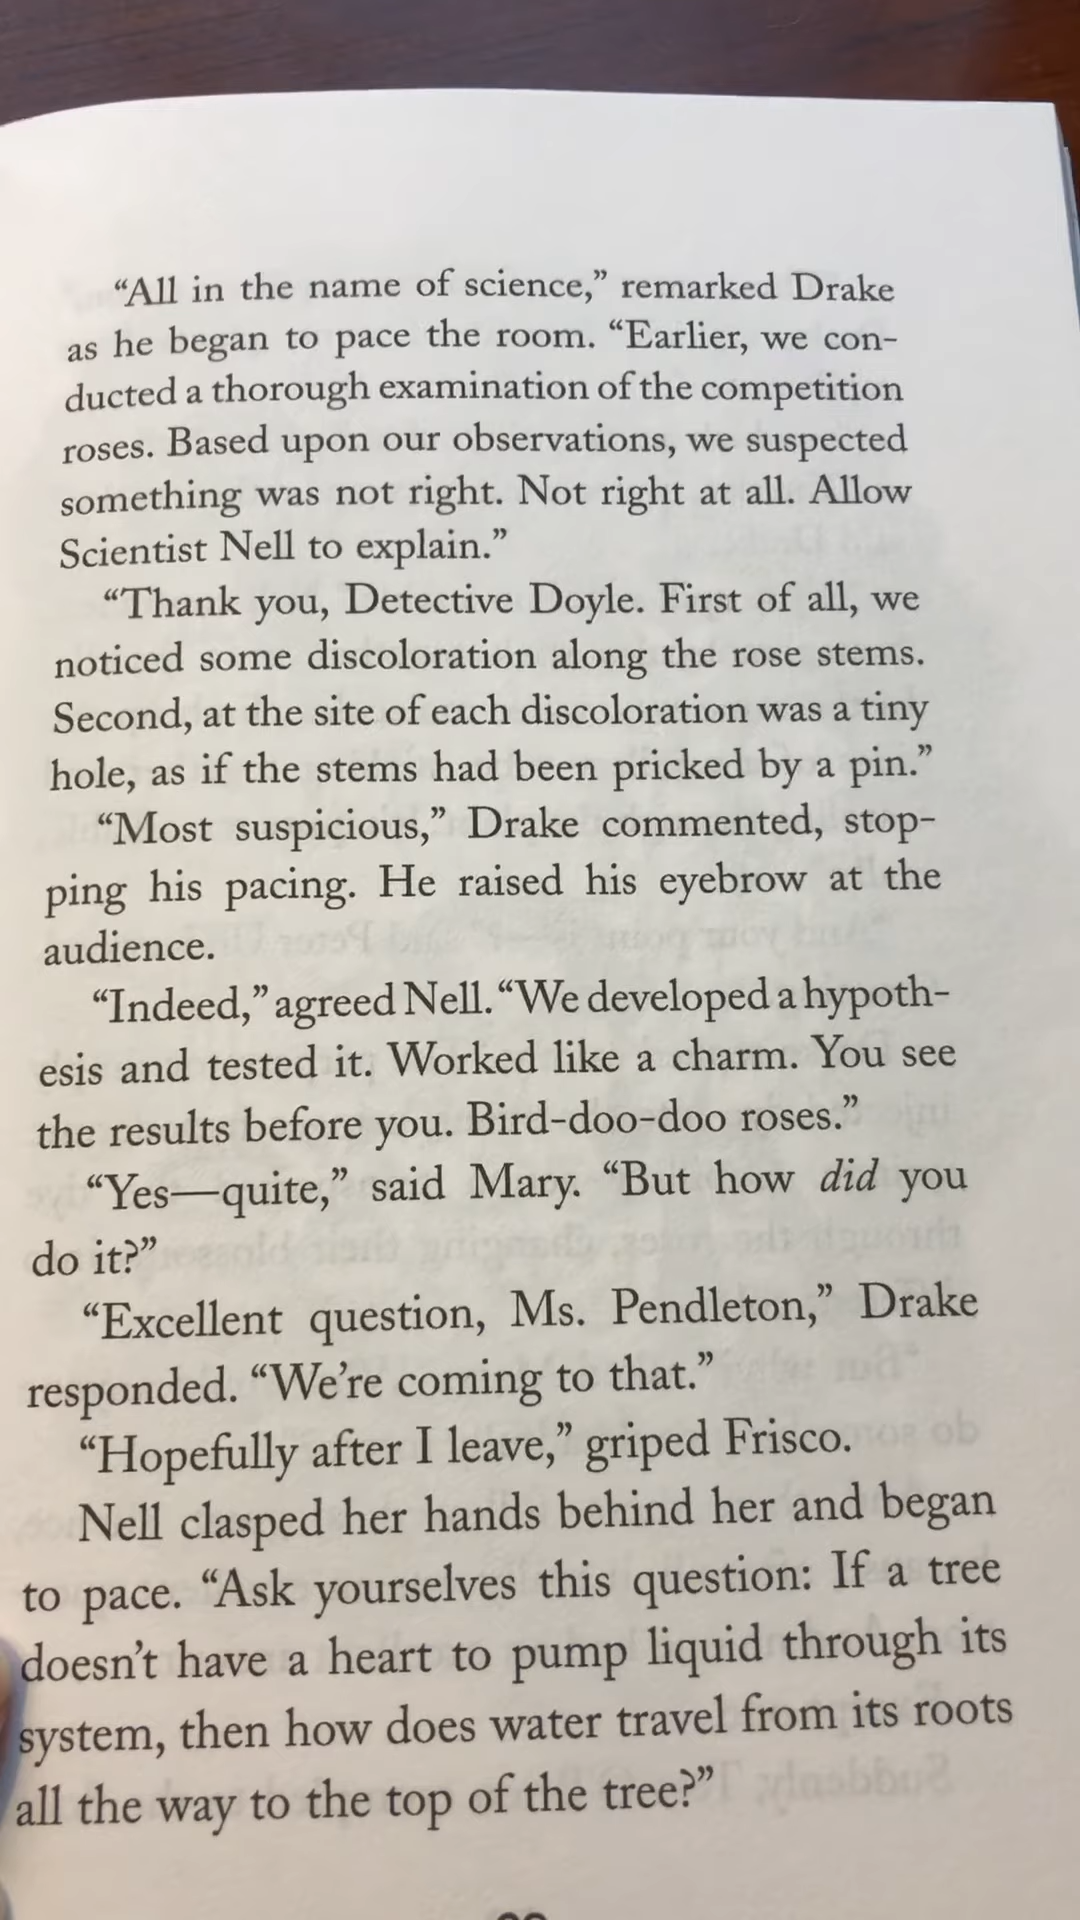 “All in the name of science,” remarked Drake
as he began to pace the room. “Earlier, we con-
ducted a thorough examination of the competition
roses. Based upon our observations, we suspected
something was not right. Not right at all. Allow
Scientist Nell to explain.”
“Thank you, Detective Doyle. First of all, we
noticed some discoloration along the rose stems.
Second, at the site of each discoloration was a tiny
hole, as if the stems had been pricked by a pin.”
“Most suspicious,” Drake commented, stop-
ping his pacing. He raised his eyebrow at the
audience.
“Indeed,” agreed Nell. “We developed a hypoth-
esis and tested it. Worked like a charm. You see
the results before you. Bird-doo-doo roses.”
“Yes—quite,” said Mary. “But how did you
do it?”
“Excellent question, Ms. Pendleton,” Drake
responded. “We’re coming to that.”
“Hopefully after I leave,” griped Frisco.
Nell clasped her hands behind her and began
to pace. “Ask yourselves this question: If a tree
doesn’t have a heart to pump liquid through its
system, then how does water travel from its roots
all the way to the top of the tree?”